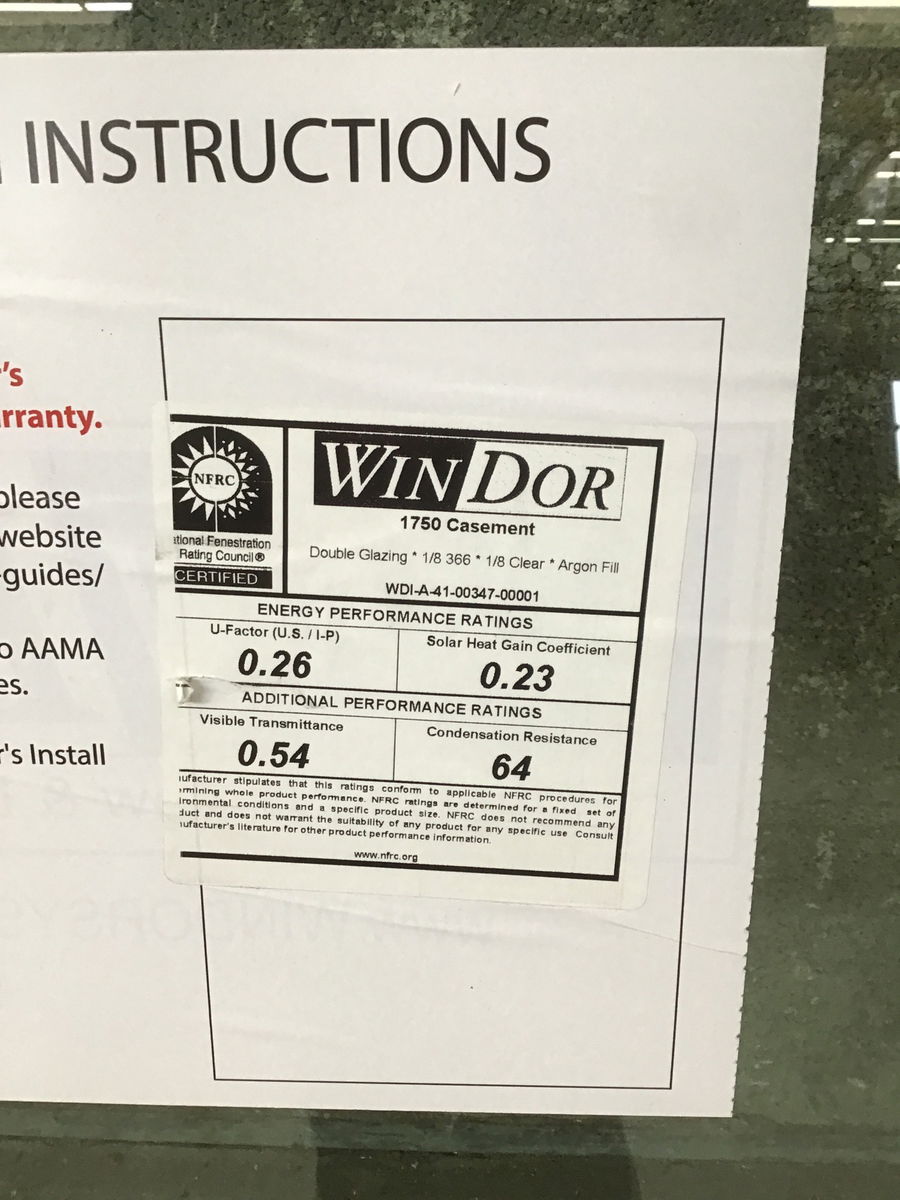 INSTRUCTIONS
's
rranty.
please
website
-guides/
o AAMA
es.
r's Install
NFRC
ational Fenestration
Rating Council®
CERTIFIED
WINDOR
1750 Casement
Double Glazing * 1/8 366 * 1/8 Clear * Argon Fill
WDI-A-41-00347-00001
ENERGY PERFORMANCE RATINGS
U-Factor (U.S. / I-P)
Solar Heat Gain Coefficient
0.26
0.23
ADDITIONAL PERFORMANCE RATINGS
Visible Transmittance
Condensation Resistance
0.54
64
ufacturer stipulates that this ratings conform to applicable NFRC procedures for
rmining whole product performance. NFRC ratings are determined for a fixed set of
ironmental conditions and a specific product size. NFRC does not recommend any
duct and does not warrant the suitability of any product for any specific use Consult
ufacturer's literature for other product performance information.
www.nfrc.org